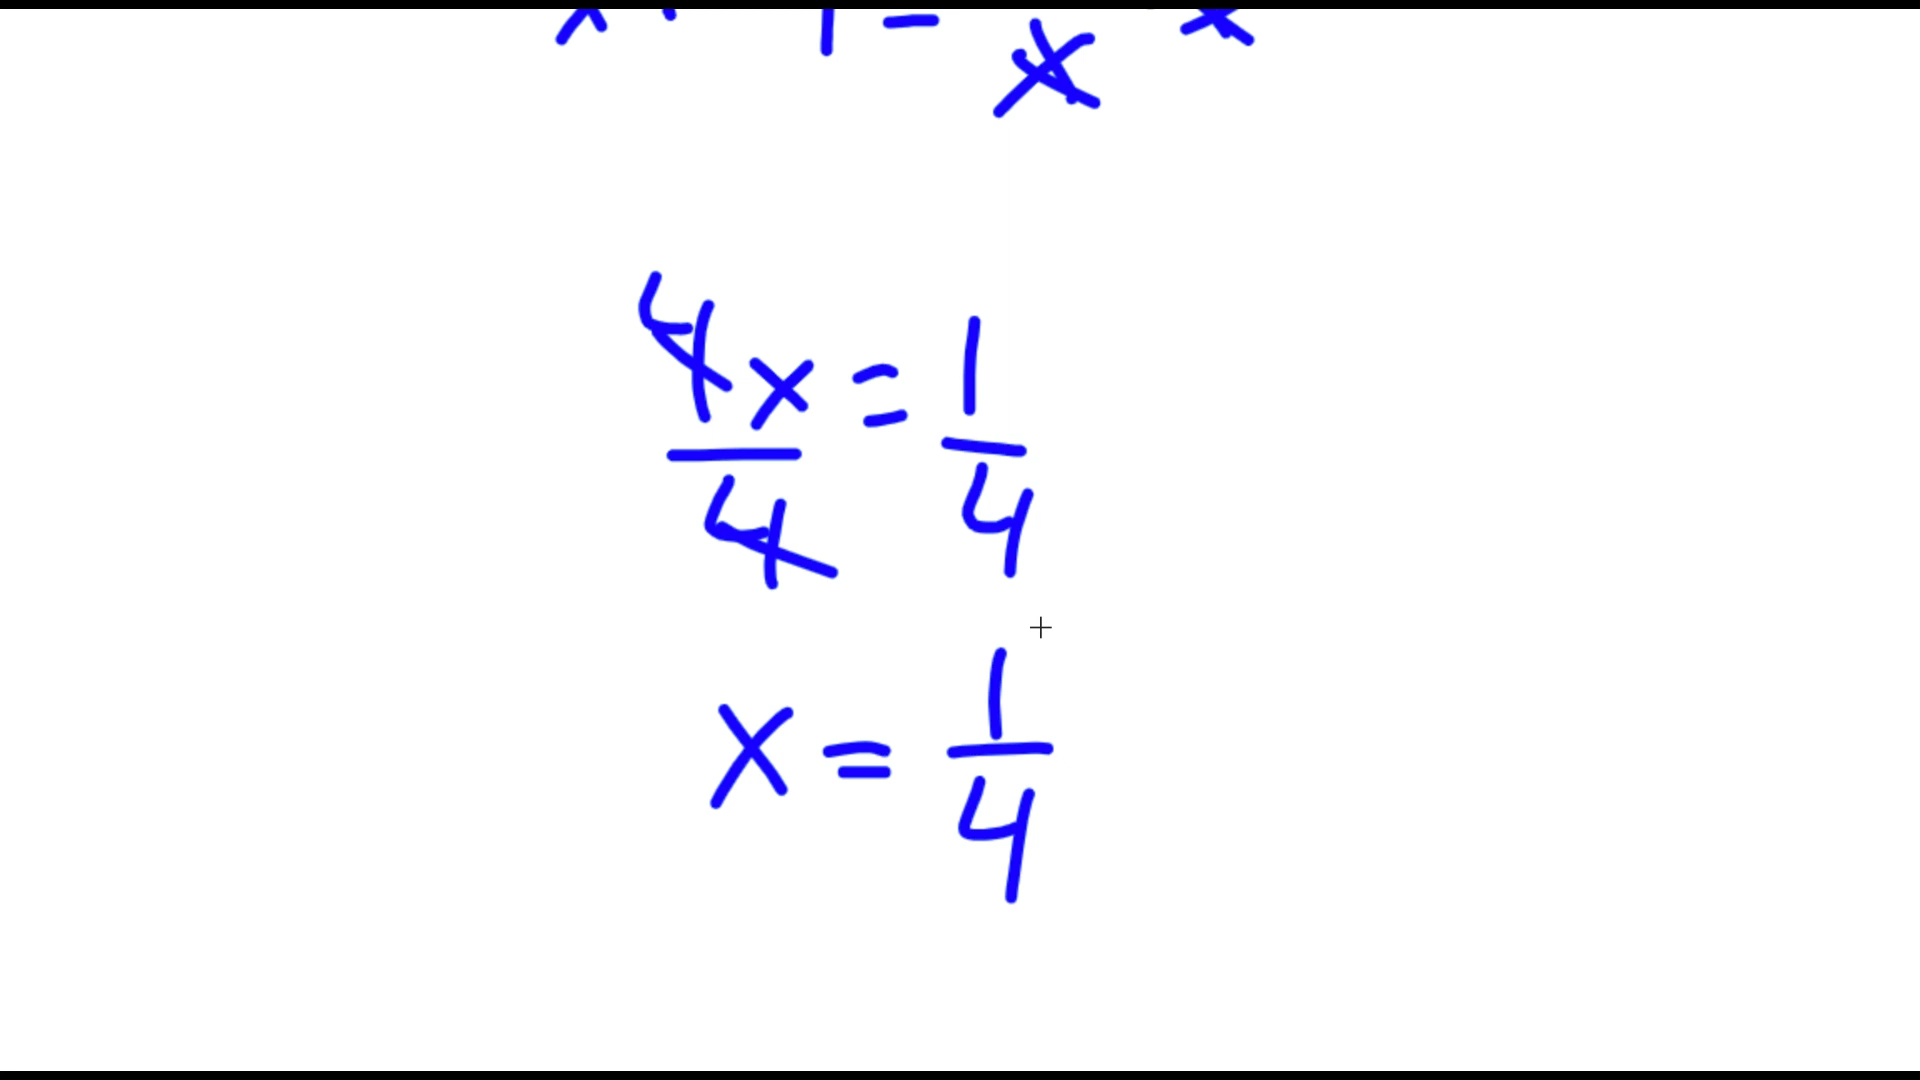 4x = 1
4 4
x = 1
4